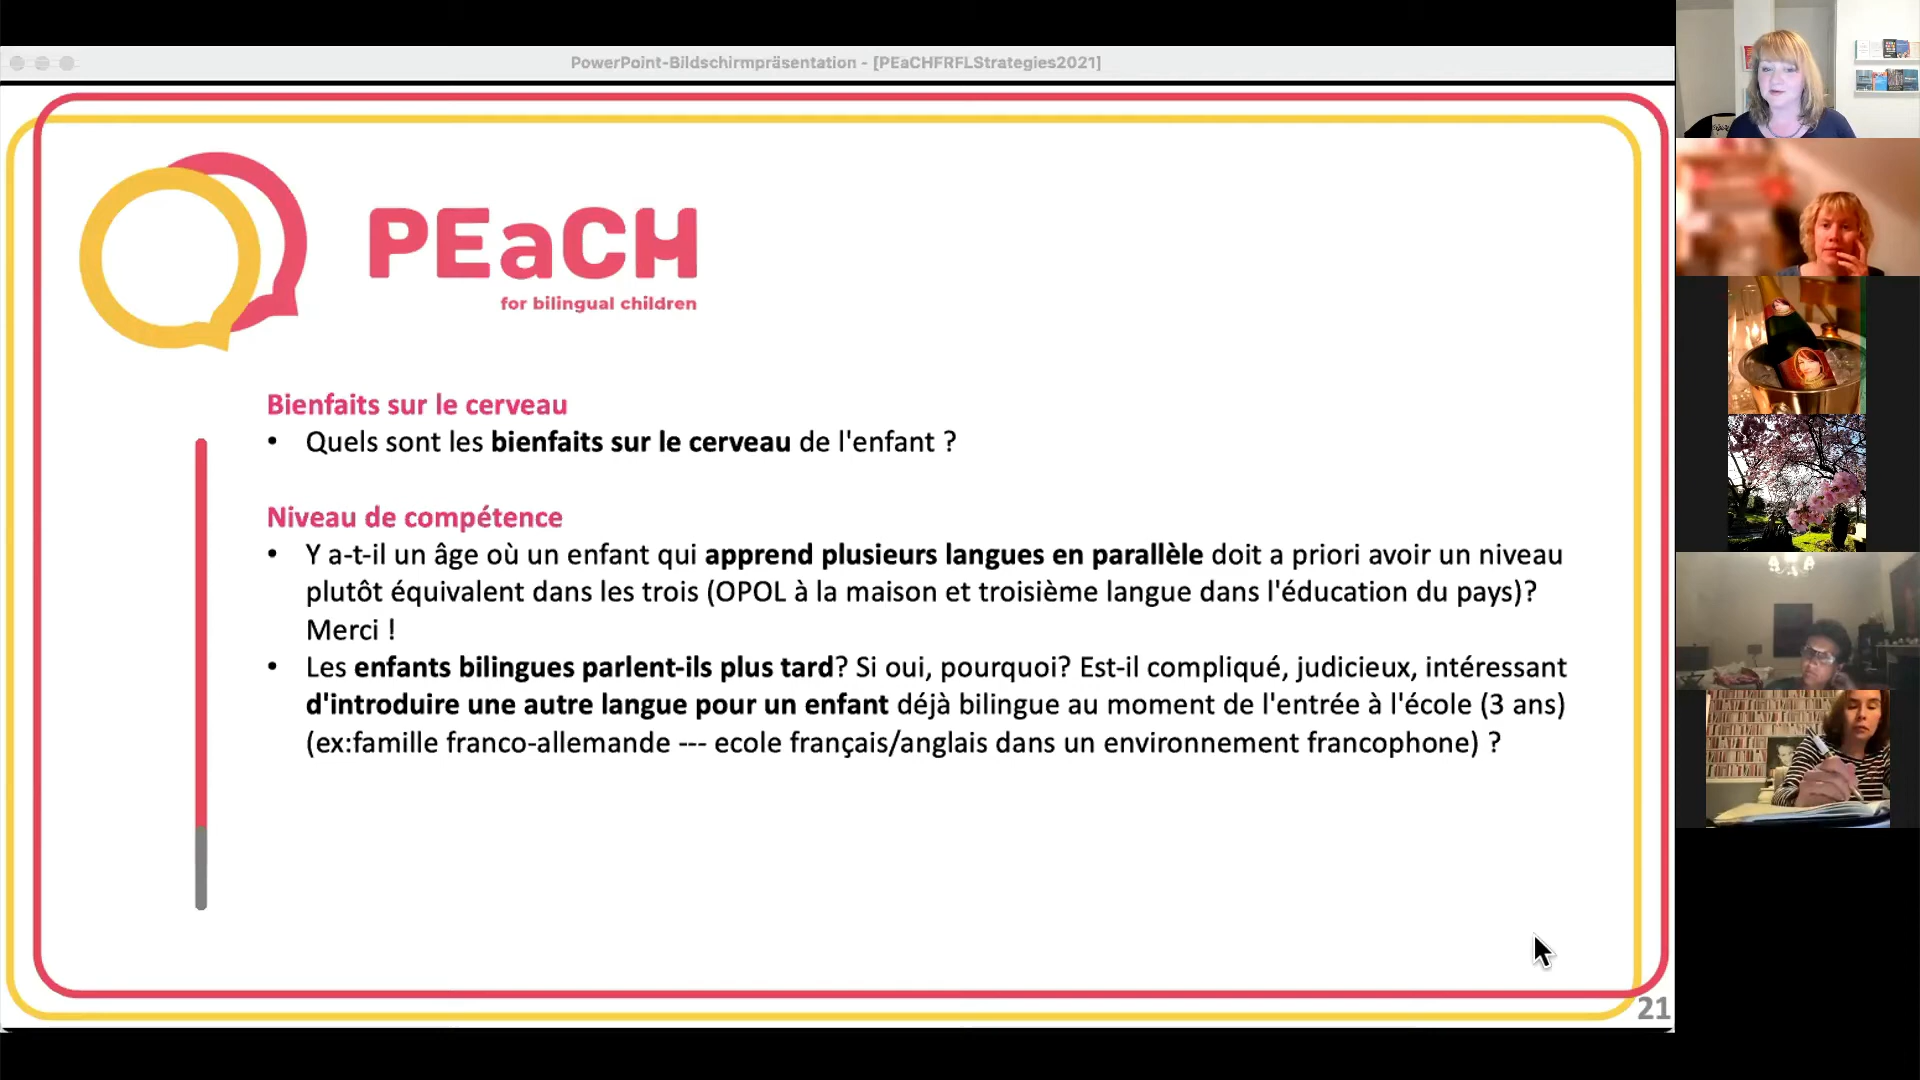 PowerPoint-Bildschirmpräsentation - [PEaCHFRFLStrategies2021]
PEaCH
for bilingual children
Bienfaits sur le cerveau
• Quels sont les bienfaits sur le cerveau de l'enfant ?
Niveau de compétence
• Y a-t-il un âge où un enfant qui apprend plusieurs langues en parallèle doit a priori avoir un niveau
plutôt équivalent dans les trois (OPOL à la maison et troisième langue dans l'éducation du pays)?
Merci !
• Les enfants bilingues parlent-ils plus tard? Si oui, pourquoi? Est-il compliqué, judicieux, intéressant
d'introduire une autre langue pour un enfant déjà bilingue au moment de l'entrée à l'école (3 ans)
(ex:famille franco-allemande --- ecole français/anglais dans un environnement francophone) ?
21